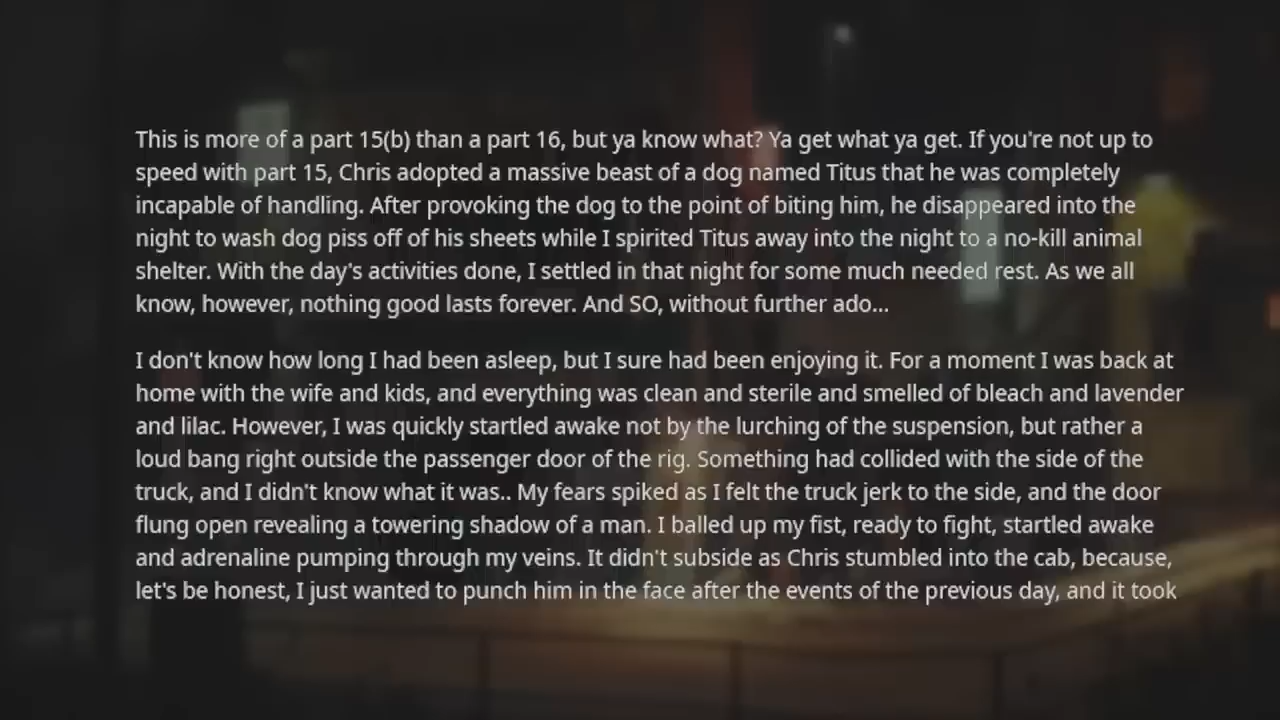 This is more of a part 15(b) than a part 16, but ya know what? Ya get what ya get. If you're not up to
speed with part 15, Chris adopted a massive beast of a dog named Titus that he was completely
incapable of handling. After provoking the dog to the point of biting him, he disappeared into the
night to wash dog piss off of his sheets while I spirited Titus away into the night to a no-kill animal
shelter. With the day's activities done, I settled in that night for some much needed rest. As we all
know, however, nothing good lasts forever. And SO, without further ado...
I don't know how long I had been asleep, but I sure had been enjoying it. For a moment I was back at
home with the wife and kids, and everything was clean and sterile and smelled of bleach and lavender
and lilac. However, I was quickly startled awake not by the lurching of the suspension, but rather a
loud bang right outside the passenger door of the rig. Something had collided with the side of the
truck, and I didn't know what it was.. My fears spiked as I felt the truck jerk to the side, and the door
flung open revealing a towering shadow of a man. I balled up my fist, ready to fight, startled awake
and adrenaline pumping through my veins. It didn't subside as Chris stumbled into the cab, because,
let's be honest, I just wanted to punch him in the face after the events of the previous day, and it took